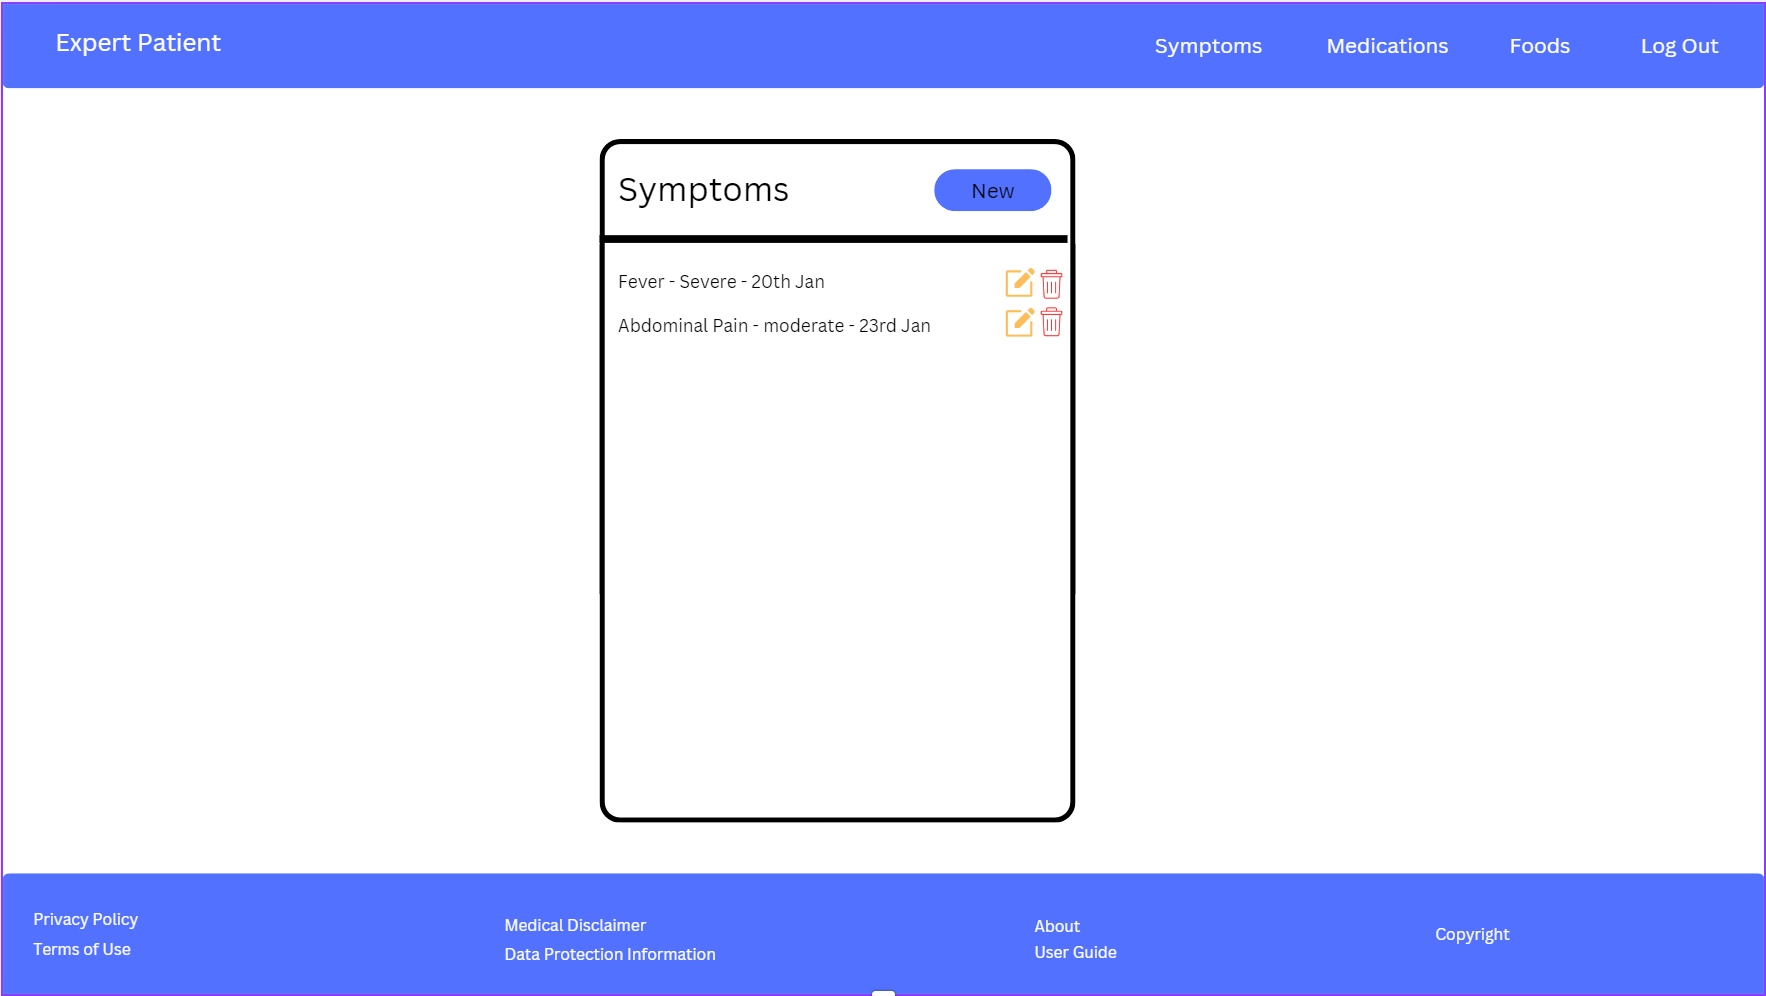 Expert Patient
Symptoms
Medications
Foods
Log Out
Symptoms
New
Fever - Severe - 20th Jan
Abdominal Pain - moderate - 23rd Jan
Privacy Policy
Terms of Use
Medical Disclaimer
Data Protection Information
About
User Guide
Copyright